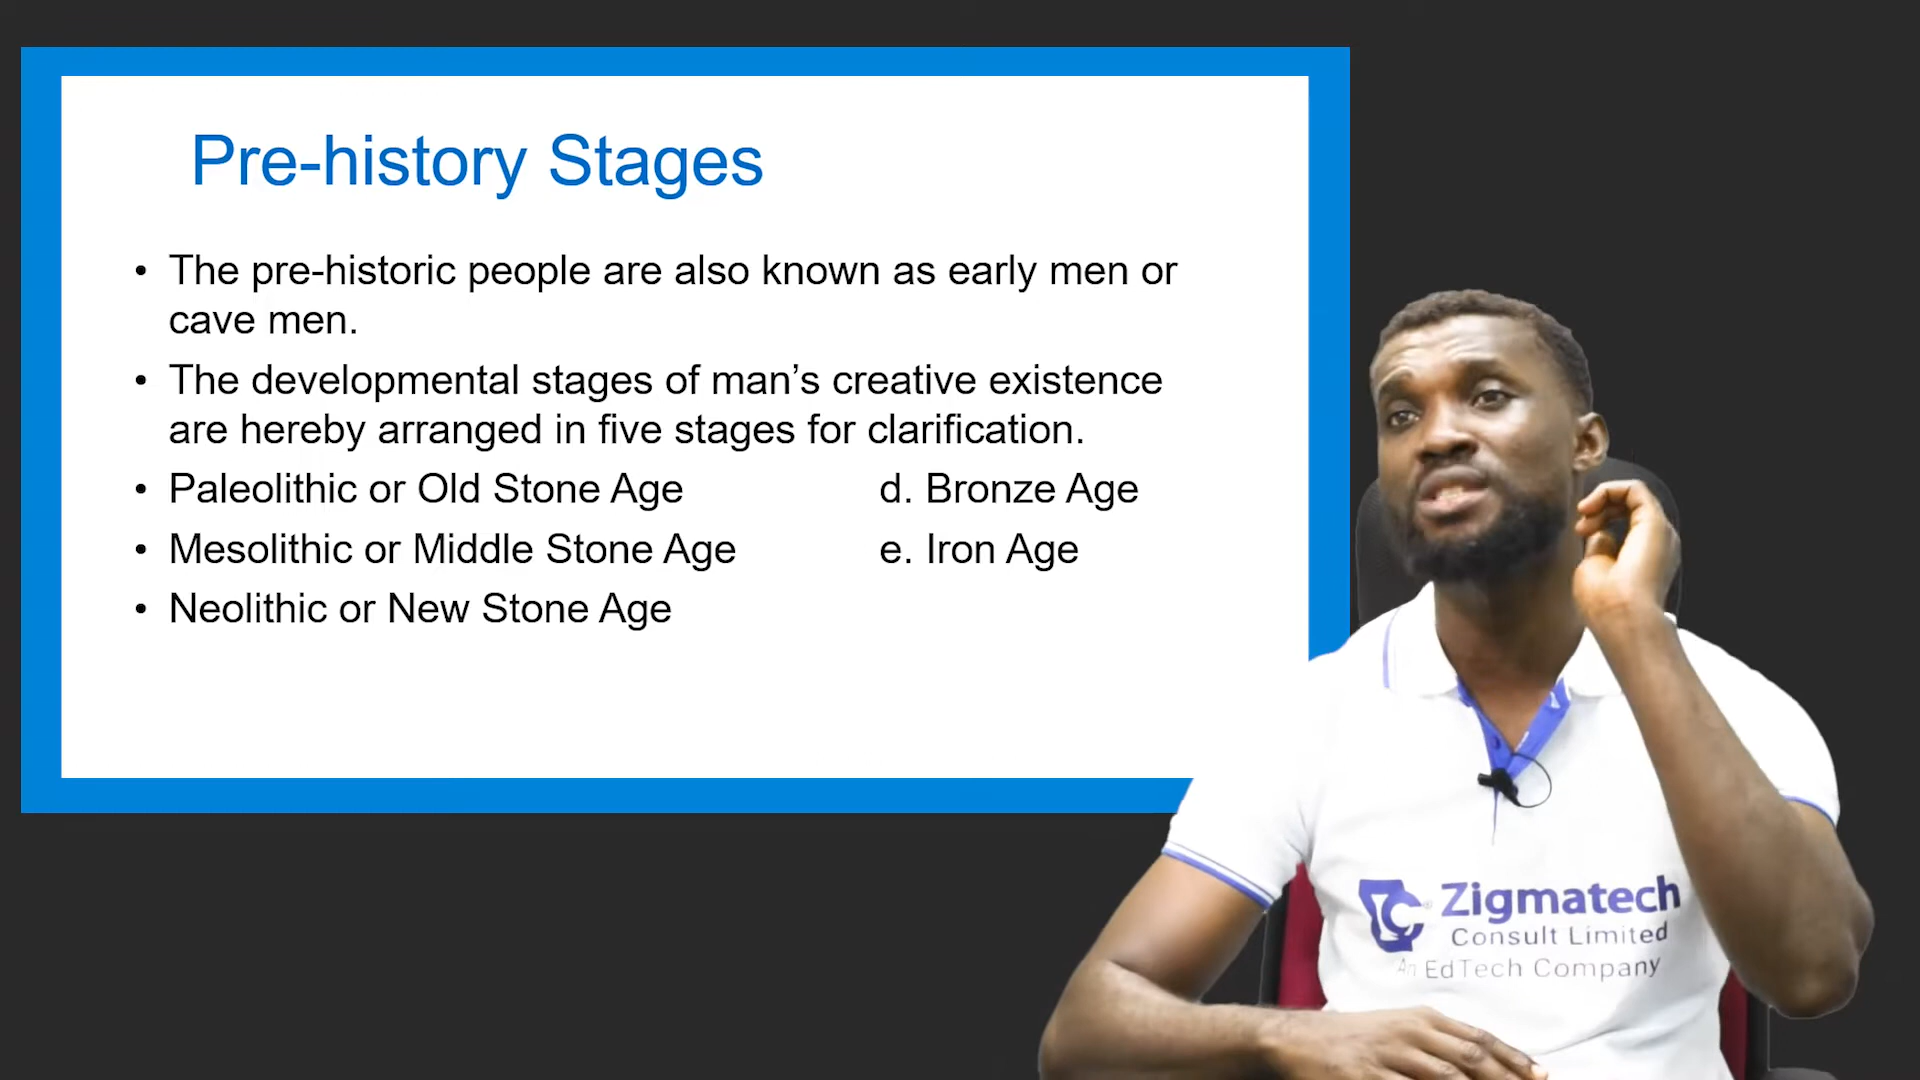 Pre-history Stages
• The pre-historic people are also known as early men or
cave men.
• The developmental stages of man’s creative existence
are hereby arranged in five stages for clarification.
• Paleolithic or Old Stone Age d. Bronze Age
• Mesolithic or Middle Stone Age e. Iron Age
• Neolithic or New Stone Age
Zigmatech
Consult Limited
An EdTech Company